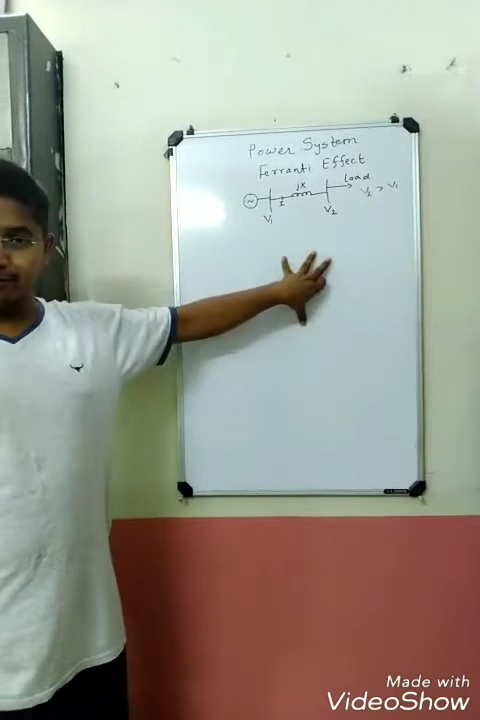 Power System
Ferranti Effect
jX
Load
~
I
V₂ > V₁
V₁
V₂
Made with
VideoShow